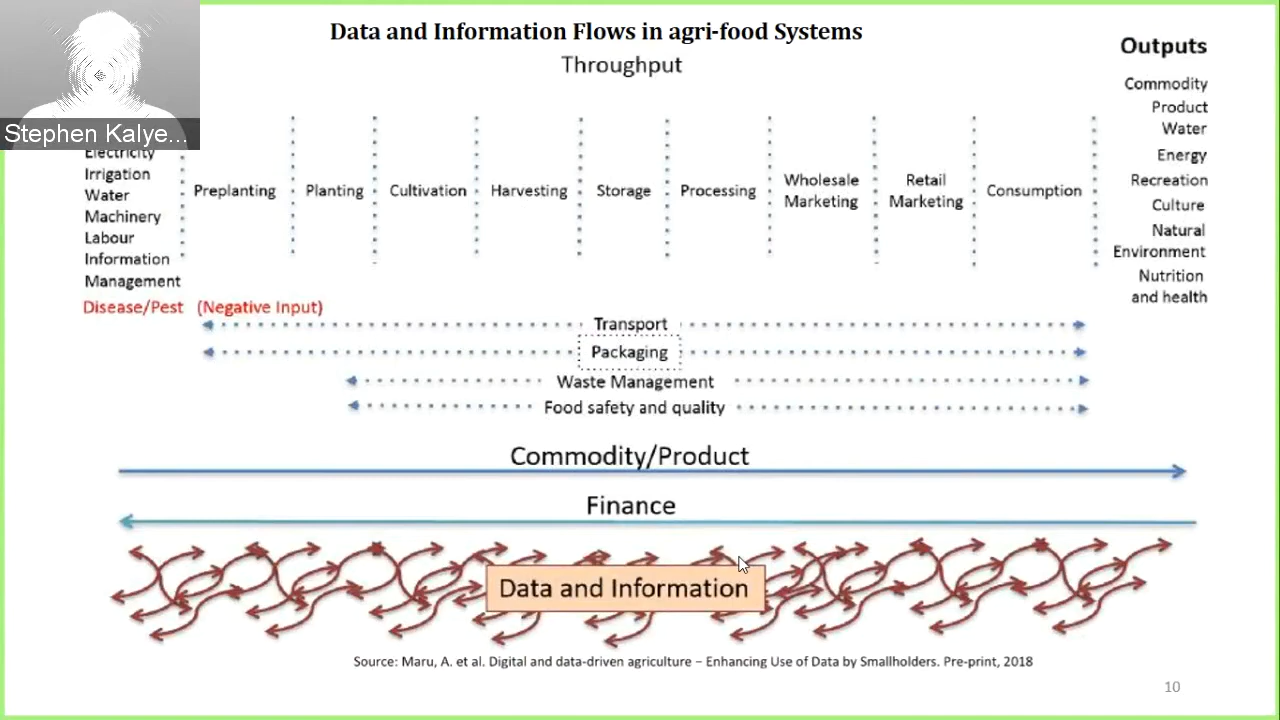 Data and Information Flows in agri-food Systems
Throughput
Outputs
Stephen Kalye...
Electricity
Irrigation
Water
Machinery
Labour
Information
Management
Disease/Pest (Negative Input)
Preplanting
Planting
Cultivation
Harvesting
Storage
Processing
Wholesale
Marketing
Retail
Marketing
Consumption
Commodity
Product
Water
Energy
Recreation
Culture
Natural
Environment
Nutrition
and health
Transport
Packaging
Waste Management
Food safety and quality
Commodity/Product
Finance
Data and Information
Source: Maru, A. et al. Digital and data-driven agriculture – Enhancing Use of Data by Smallholders. Pre-print, 2018
10